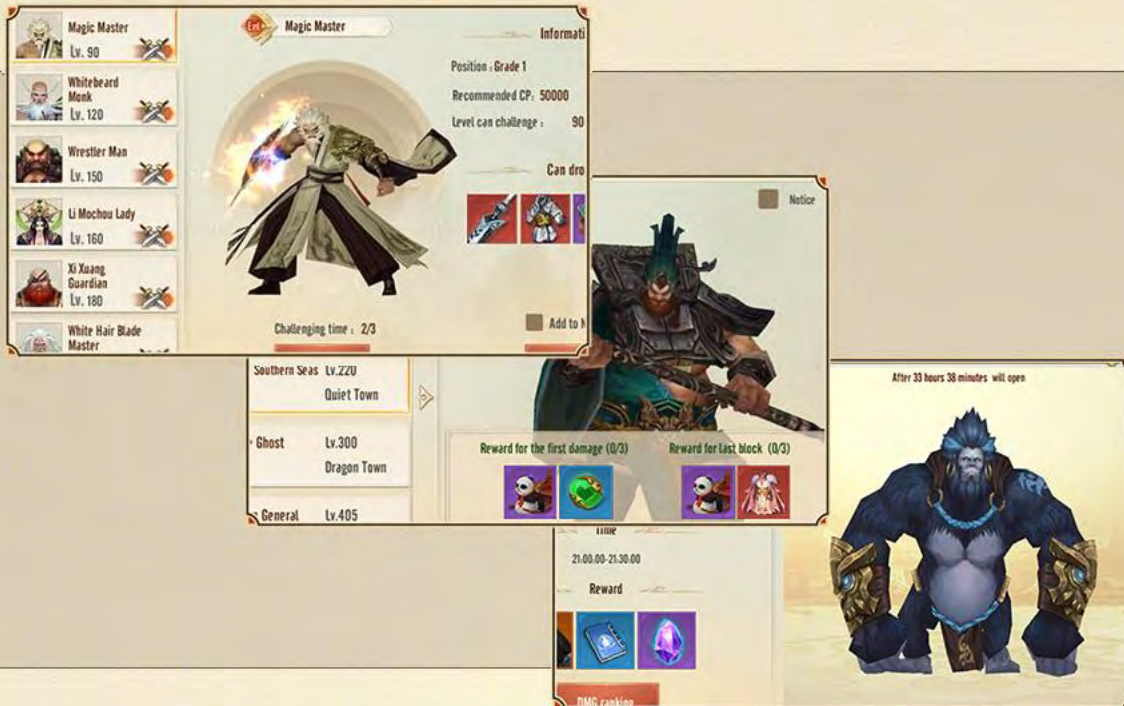 Magic Master
Lv. 90
Whitebeard
Monk
Lv. 120
Wrestler Man
Lv. 150
Li Mochou Lady
Lv. 160
Xi Xuang
Guardian
Lv. 180
White Hair Blade
Master
Magic Master
Informati
Position : Grade 1
Recommended CP: 50000
Level can challenge : 90
Can dro
Challenging time : 2/3
Add to
Notice
Southern Seas Lv.220
Quiet Town
Ghost Lv.300
Dragon Town
General Lv.405
Reward for the first damage (0/3)
Reward for last block (0/3)
After 33 hours 38 minutes will open
Time
21:00:00-21:30:00
Reward
DMG ranking